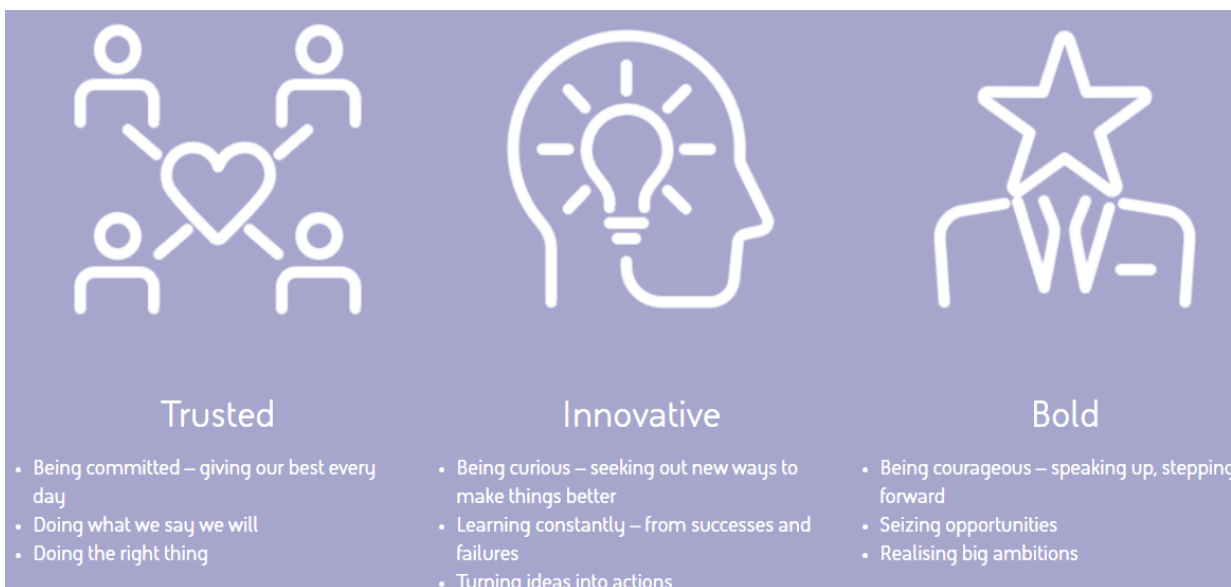 Trusted
• Being committed – giving our best every
day
• Doing what we say we will
• Doing the right thing
Innovative
• Being curious – seeking out new ways to
make things better
• Learning constantly – from successes and
failures
• Turning ideas into actions
Bold
• Being courageous – speaking up, stepping
forward
• Seizing opportunities
• Realising big ambitions